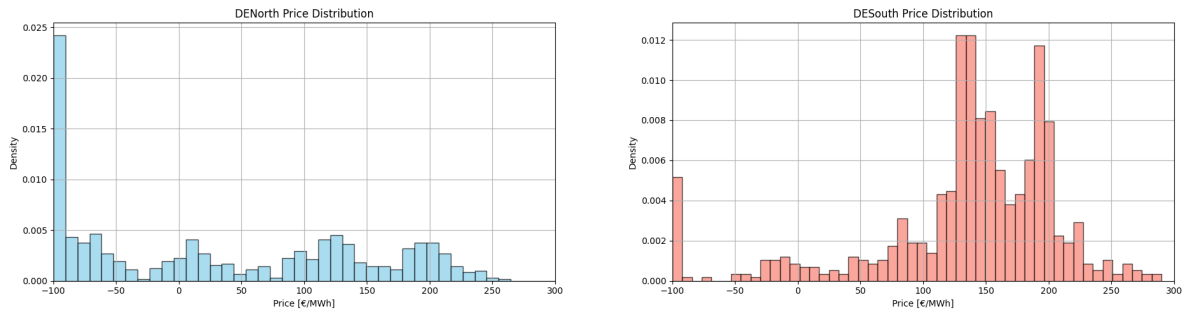 DENorth Price Distribution
0.025
0.020
0.015
0.010
0.005
0.000
Density
−100 −50 0 50 100 150 200 250 300
Price [€/MWh]
DESouth Price Distribution
0.012
0.010
0.008
0.006
0.004
0.002
0.000
Density
−100 −50 0 50 100 150 200 250 300
Price [€/MWh]